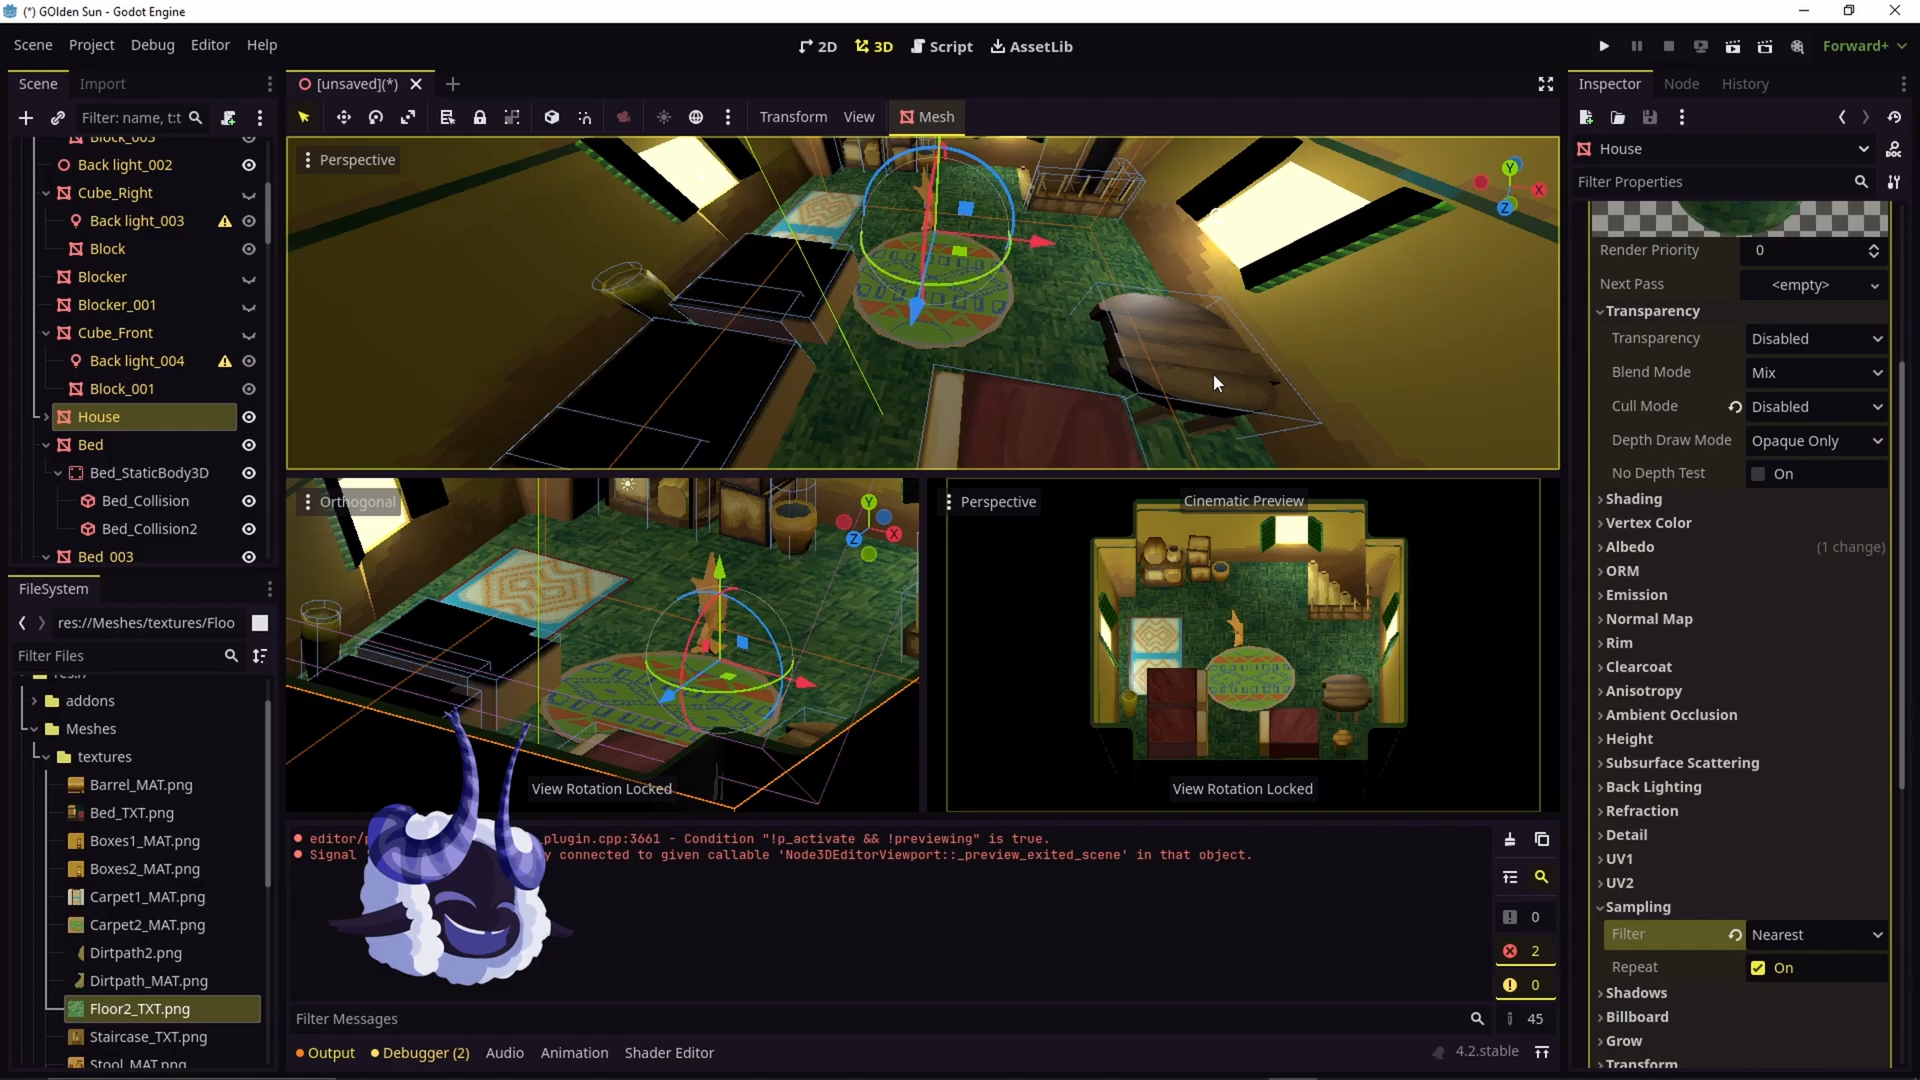 (*) GOlden Sun - Godot Engine
Scene Project Debug Editor Help
2D 3D Script AssetLib
Forward+
Scene Import
Filter: name, t:t
Block_003
Back light_002
Cube_Right
Back light_003
Block
Blocker
Blocker_001
Cube_Front
Back light_004
Block_001
House
Bed
Bed_StaticBody3D
Bed_Collision
Bed_Collision2
Bed_003
FileSystem
res://Meshes/textures/Floo
Filter Files
res://
addons
Meshes
textures
Barrel_MAT.png
Bed_TXT.png
Boxes1_MAT.png
Boxes2_MAT.png
Carpet1_MAT.png
Carpet2_MAT.png
Dirtpath2.png
Dirtpath_MAT.png
Floor2_TXT.png
Staircase_TXT.png
Stool_MAT.png
[unsaved](*)
Transform View Mesh
Perspective
Y
X
Z
Orthogonal
Y
X
Z
View Rotation Locked
Perspective
Cinematic Preview
View Rotation Locked
editor/
plugin.cpp:3661 - Condition "!p_activate && !previewing" is true.
Signal
connected to given callable 'Node3DEditorViewport::_preview_exited_scene' in that object.
0
2
0
45
Filter Messages
Output Debugger (2) Audio Animation Shader Editor
4.2.stable
Inspector Node History
House
DOC
Filter Properties
Render Priority 0
Next Pass <empty>
Transparency
Transparency Disabled
Blend Mode Mix
Cull Mode Disabled
Depth Draw Mode Opaque Only
No Depth Test On
Shading
Vertex Color
Albedo (1 change)
ORM
Emission
Normal Map
Rim
Clearcoat
Anisotropy
Ambient Occlusion
Height
Subsurface Scattering
Back Lighting
Refraction
Detail
UV1
UV2
Sampling
Filter Nearest
Repeat On
Shadows
Billboard
Grow
Transform